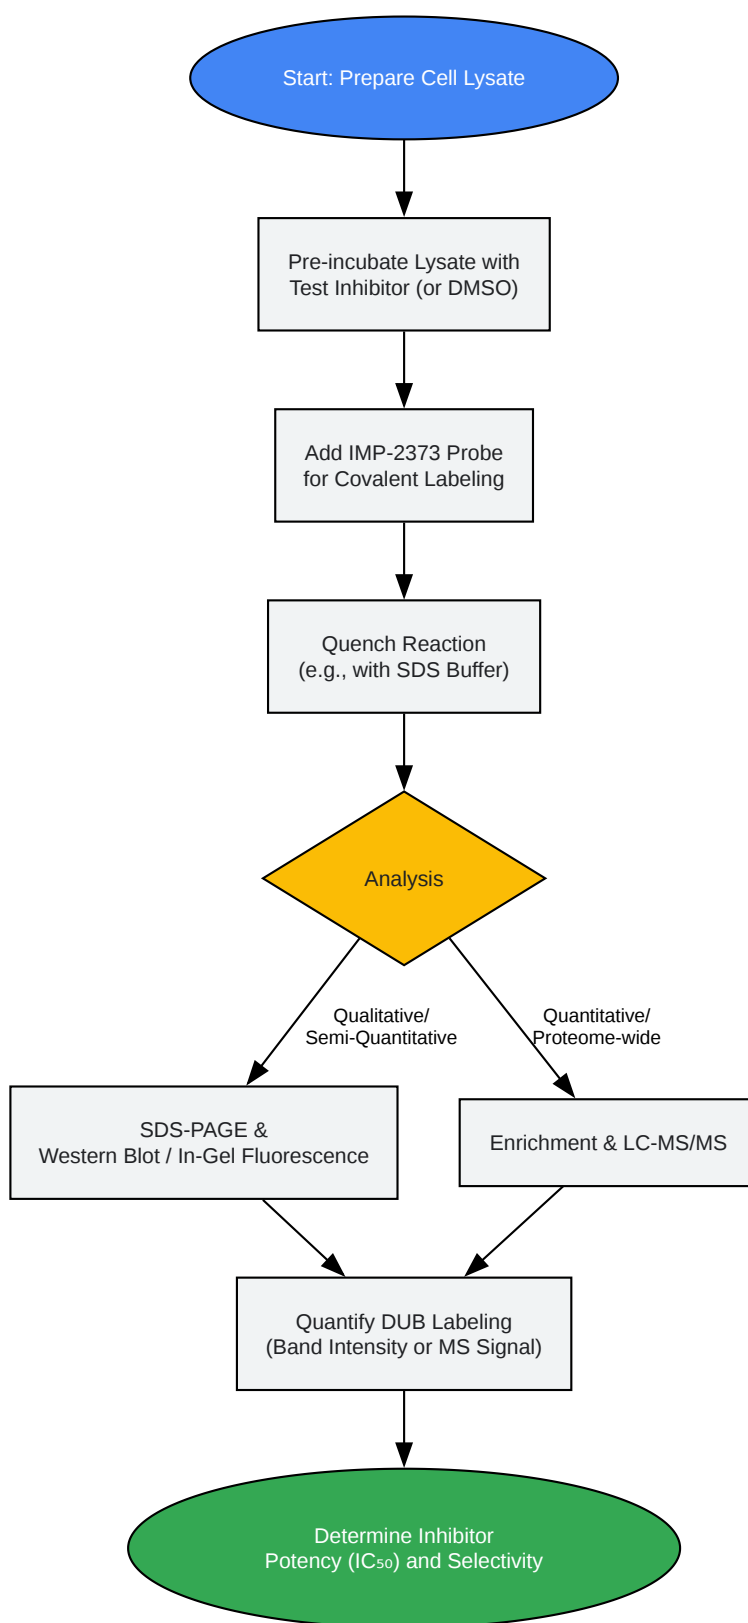 Start: Prepare Cell Lysate
Pre-incubate Lysate with
Test Inhibitor (or DMSO)
Add IMP-2373 Probe
for Covalent Labeling
Quench Reaction
(e.g., with SDS Buffer)
Analysis
Qualitative/
Semi-Quantitative
Quantitative/
Proteome-wide
SDS-PAGE &
Western Blot / In-Gel Fluorescence
Enrichment & LC-MS/MS
Quantify DUB Labeling
(Band Intensity or MS Signal)
Determine Inhibitor
Potency (IC₅₀) and Selectivity